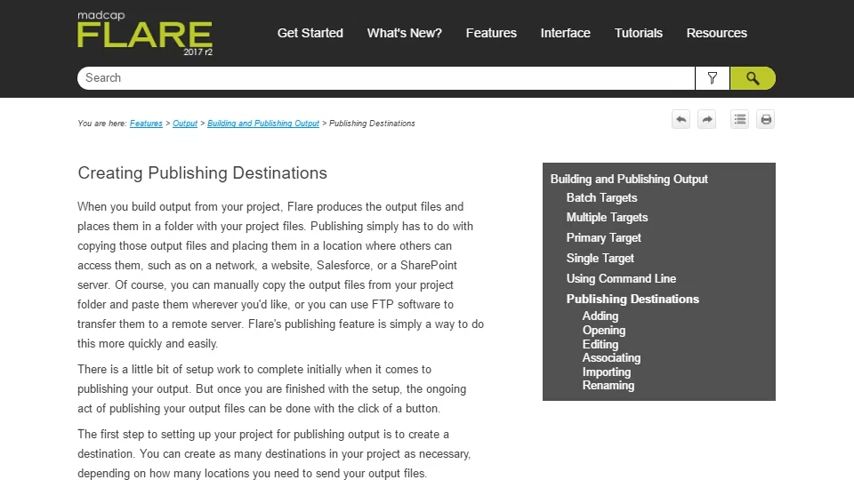 madcap
FLARE
2017 r2
Get Started What's New? Features Interface Tutorials Resources
Search
You are here: Features > Output > Building and Publishing Output > Publishing Destinations
Creating Publishing Destinations
When you build output from your project, Flare produces the output files and
places them in a folder with your project files. Publishing simply has to do with
copying those output files and placing them in a location where others can
access them, such as on a network, a website, Salesforce, or a SharePoint
server. Of course, you can manually copy the output files from your project
folder and paste them wherever you'd like, or you can use FTP software to
transfer them to a remote server. Flare's publishing feature is simply a way to do
this more quickly and easily.
There is a little bit of setup work to complete initially when it comes to
publishing your output. But once you are finished with the setup, the ongoing
act of publishing your output files can be done with the click of a button.
The first step to setting up your project for publishing output is to create a
destination. You can create as many destinations in your project as necessary,
depending on how many locations you need to send your output files.
Building and Publishing Output
Batch Targets
Multiple Targets
Primary Target
Single Target
Using Command Line
Publishing Destinations
Adding
Opening
Editing
Associating
Importing
Renaming